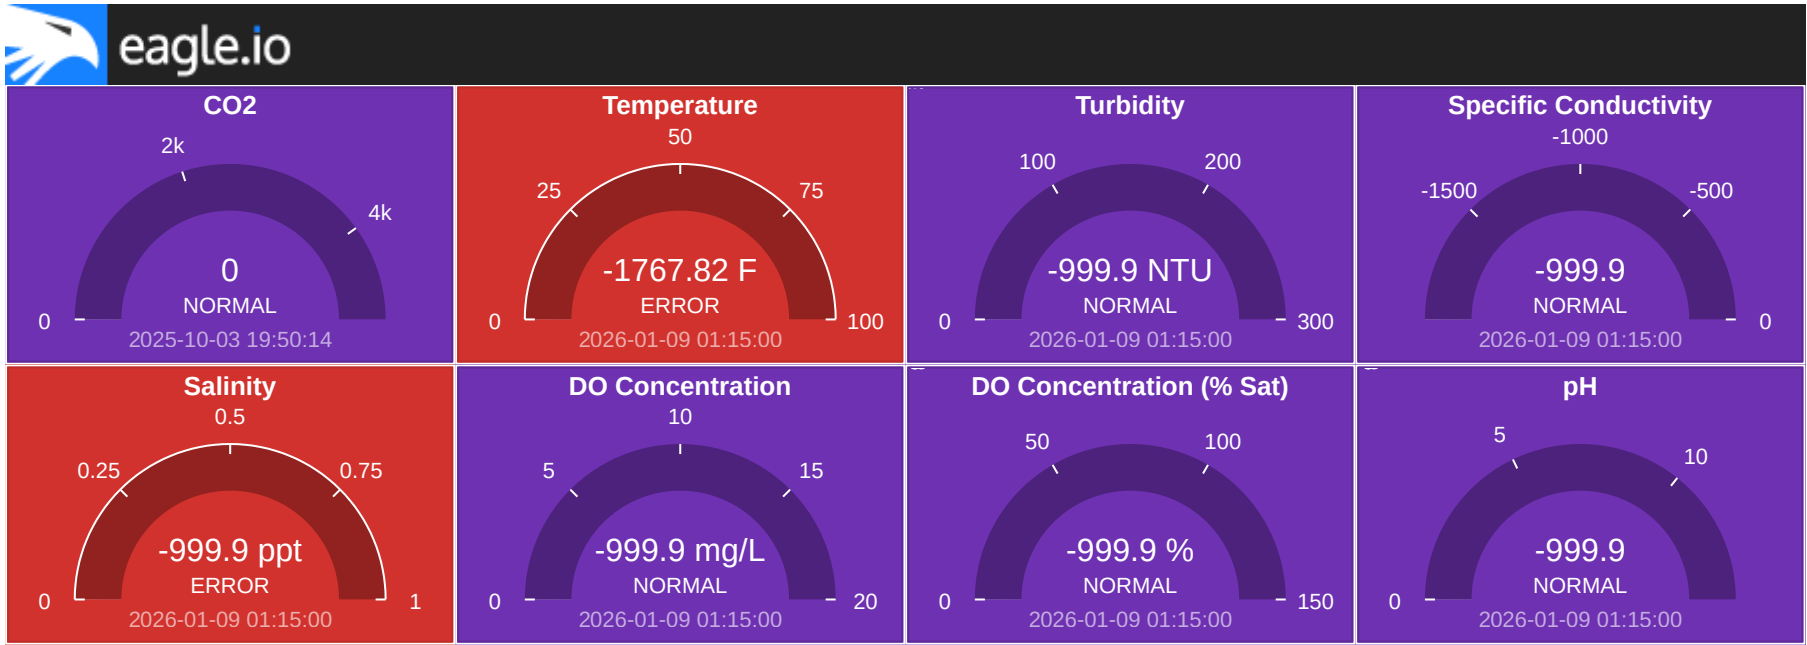 eagle.io
CO2
2k
4k
0
0
NORMAL
2025-10-03 19:50:14
Temperature
50
25
75
-1767.82 F
ERROR
0
100
2026-01-09 01:15:00
Turbidity
100
200
-999.9 NTU
NORMAL
0
300
2026-01-09 01:15:00
Specific Conductivity
-1000
-1500
-500
-999.9
NORMAL
0
2026-01-09 01:15:00
Salinity
0.5
0.25
0.75
-999.9 ppt
ERROR
0
1
2026-01-09 01:15:00
DO Concentration
10
5
15
-999.9 mg/L
NORMAL
0
20
2026-01-09 01:15:00
DO Concentration (% Sat)
50
100
-999.9 %
NORMAL
0
150
2026-01-09 01:15:00
pH
5
10
-999.9
NORMAL
0
2026-01-09 01:15:00